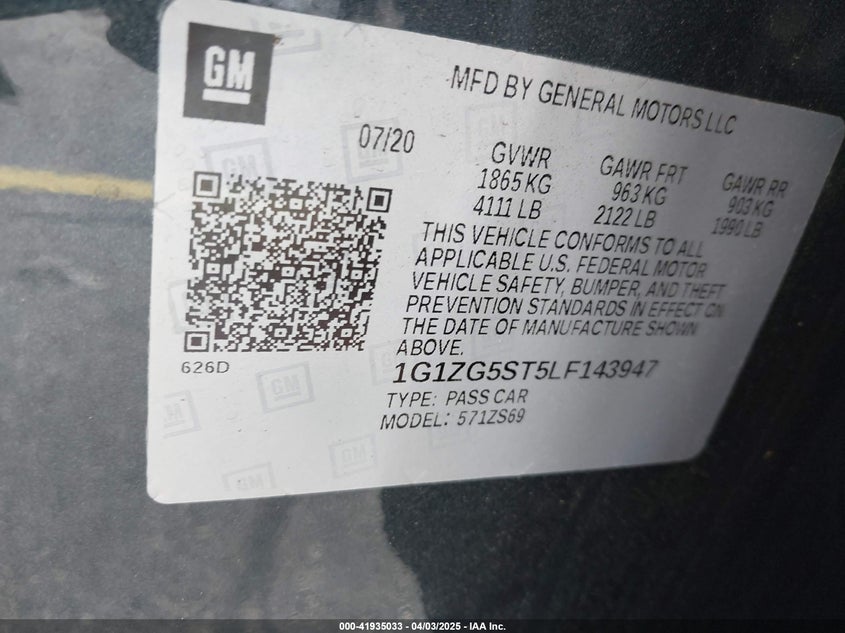 GM
MFD BY GENERAL MOTORS LLC
07/20
GVWR
1865 KG
4111 LB
GAWR FRT
963 KG
2122 LB
GAWR RR
903 KG
1990 LB
THIS VEHICLE CONFORMS TO ALL
APPLICABLE U.S. FEDERAL MOTOR
VEHICLE SAFETY, BUMPER, AND THEFT
PREVENTION STANDARDS IN EFFECT ON
THE DATE OF MANUFACTURE SHOWN
ABOVE.
626D
1G1ZG5ST5LF143947
TYPE: PASS CAR
MODEL: 571ZS69
000-41935033 - 04/03/2025 - IAA Inc.